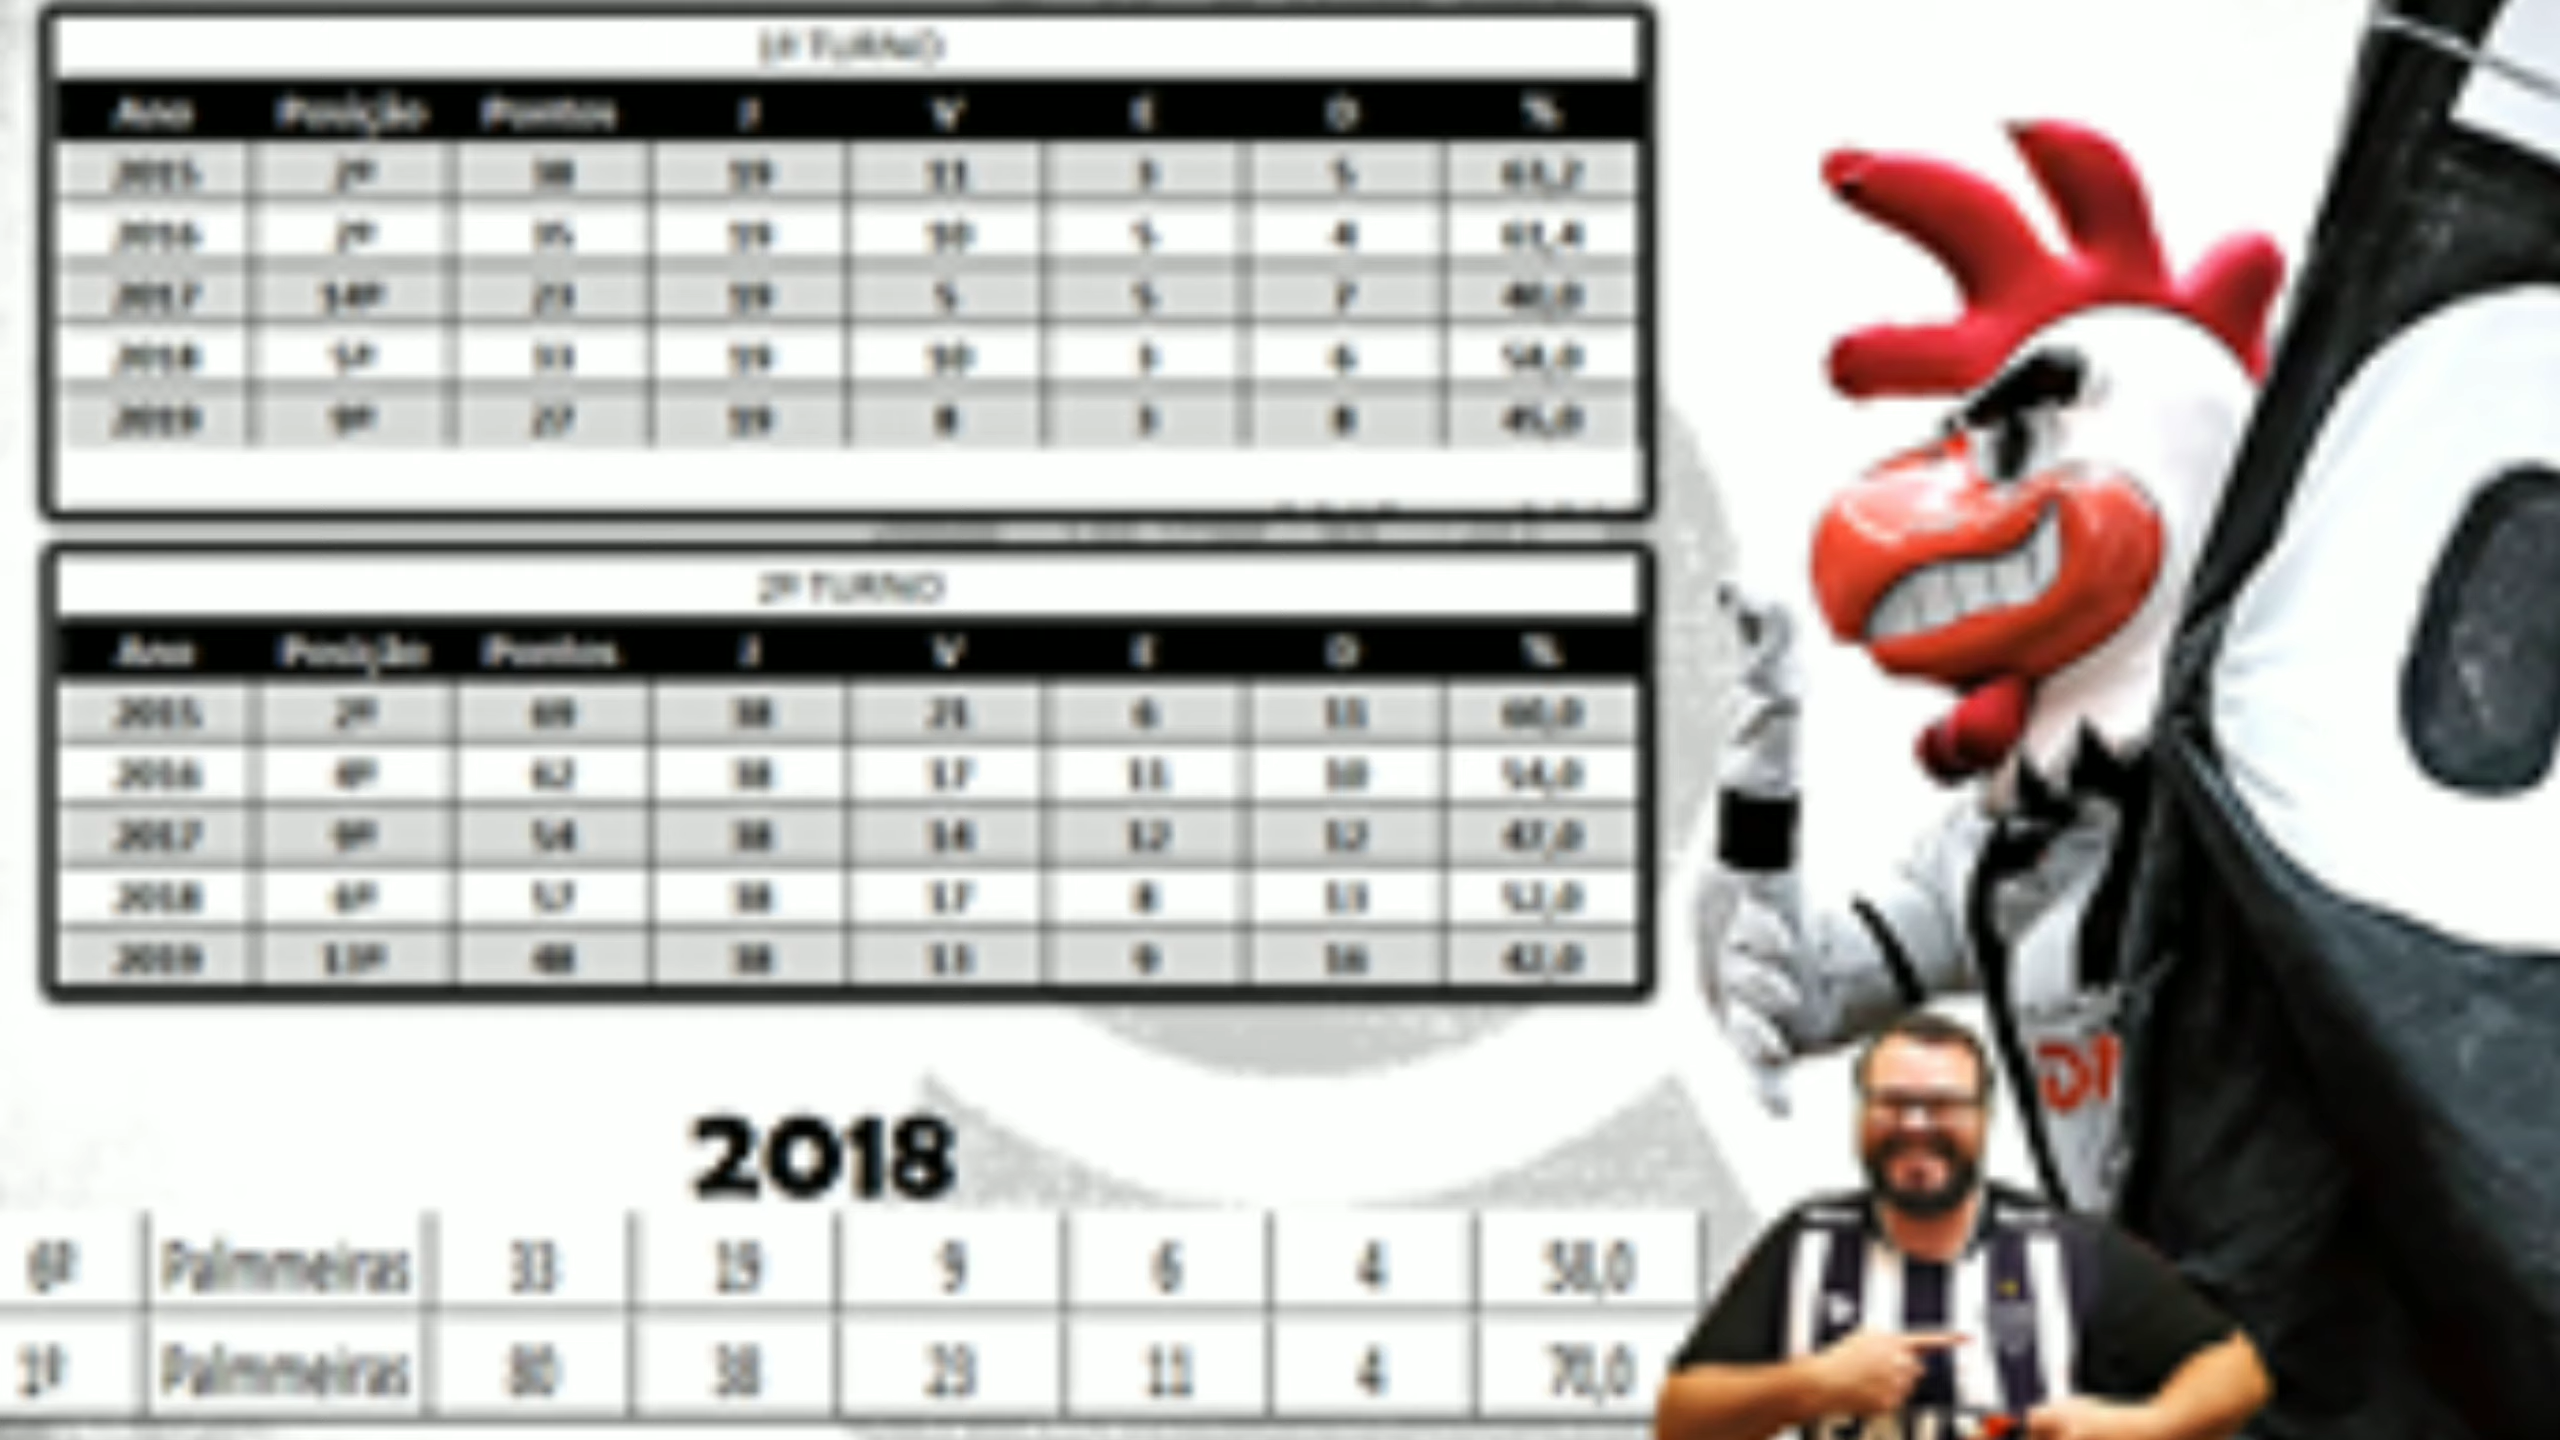 1º TURNO
Ano Posição Pontos J V E D %
2015 2º 38 19 11 3 5 63,2
2016 2º 35 19 10 5 4 61,4
2017 14º 23 19 5 5 7 40,0
2018 5º 33 19 10 3 6 58,0
2019 9º 27 19 8 3 8 45,0
2º TURNO
Ano Posição Pontos J V E D %
2015 2º 69 38 21 6 11 60,0
2016 4º 62 38 17 11 10 54,0
2017 9º 54 38 14 12 12 47,0
2018 6º 57 38 17 8 13 52,0
2019 13º 48 38 13 9 16 42,0
2018
6º Palmmeiras 33 19 9 6 4 58,0
1º Palmmeiras 80 38 23 11 4 70,0